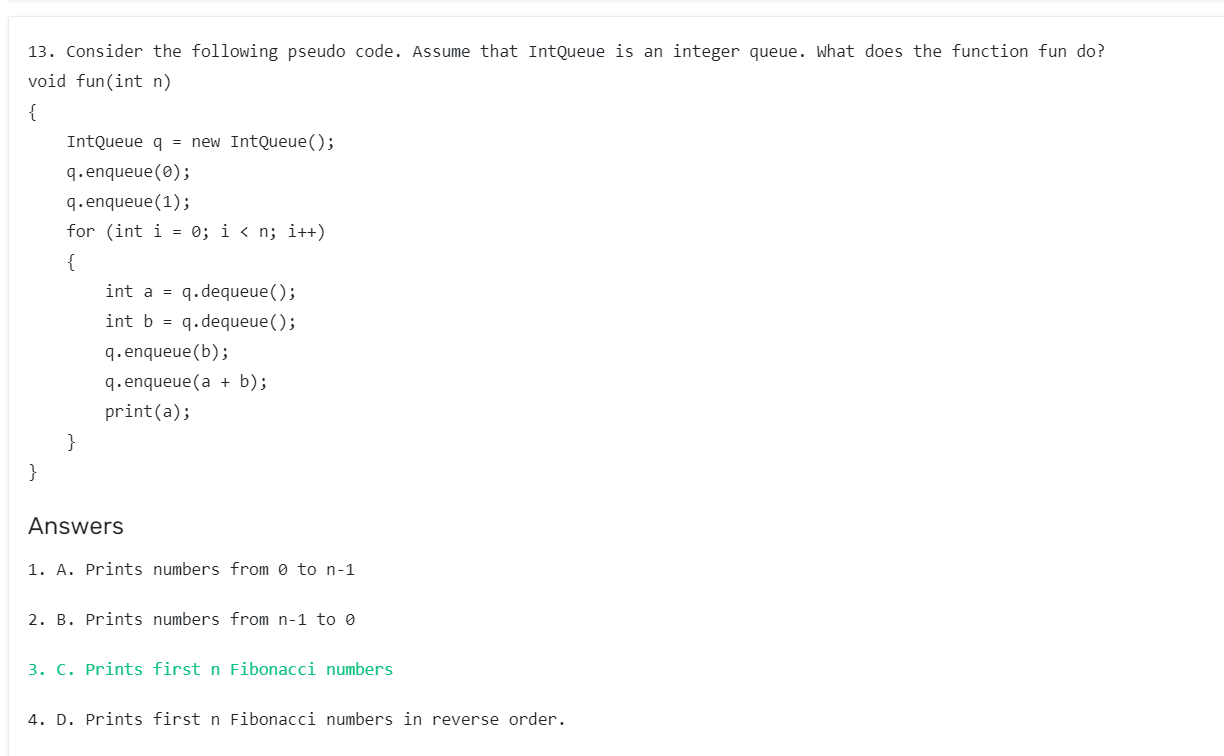 13. Consider the following pseudo code. Assume that IntQueue is an integer queue. What does the function fun do?
void fun(int n)
{
    IntQueue q = new IntQueue();
    q.enqueue(0);
    q.enqueue(1);
    for (int i = 0; i < n; i++)
    {
        int a = q.dequeue();
        int b = q.dequeue();
        q.enqueue(b);
        q.enqueue(a + b);
        print(a);
    }
}
Answers
1. A. Prints numbers from 0 to n-1
2. B. Prints numbers from n-1 to 0
3. C. Prints first n Fibonacci numbers
4. D. Prints first n Fibonacci numbers in reverse order.